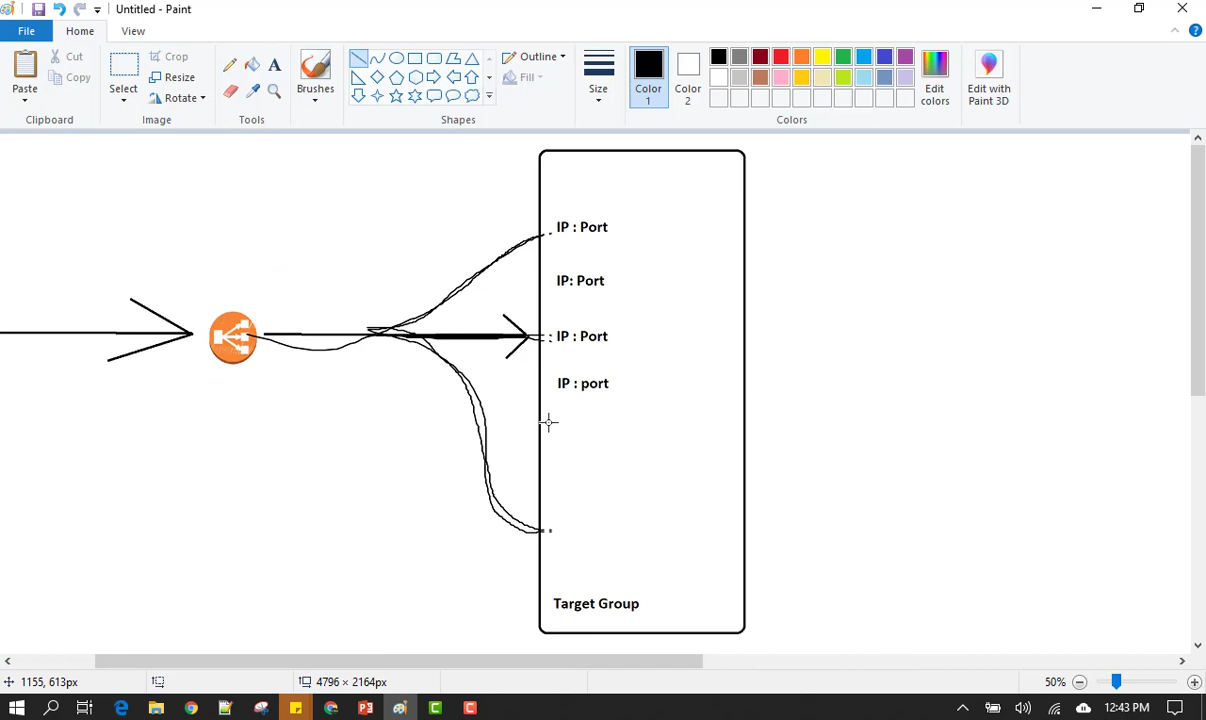 Untitled - Paint
File
Home
View
Paste
Cut
Copy
Clipboard
Select
Crop
Resize
Rotate
Image
A
Tools
Brushes
Shapes
Outline
Fill
Size
Color 1
Color 2
Colors
Edit colors
Edit with Paint 3D
IP : Port
IP: Port
IP : Port
IP : port
Target Group
1155, 613px
4796 × 2164px
50%
12:43 PM